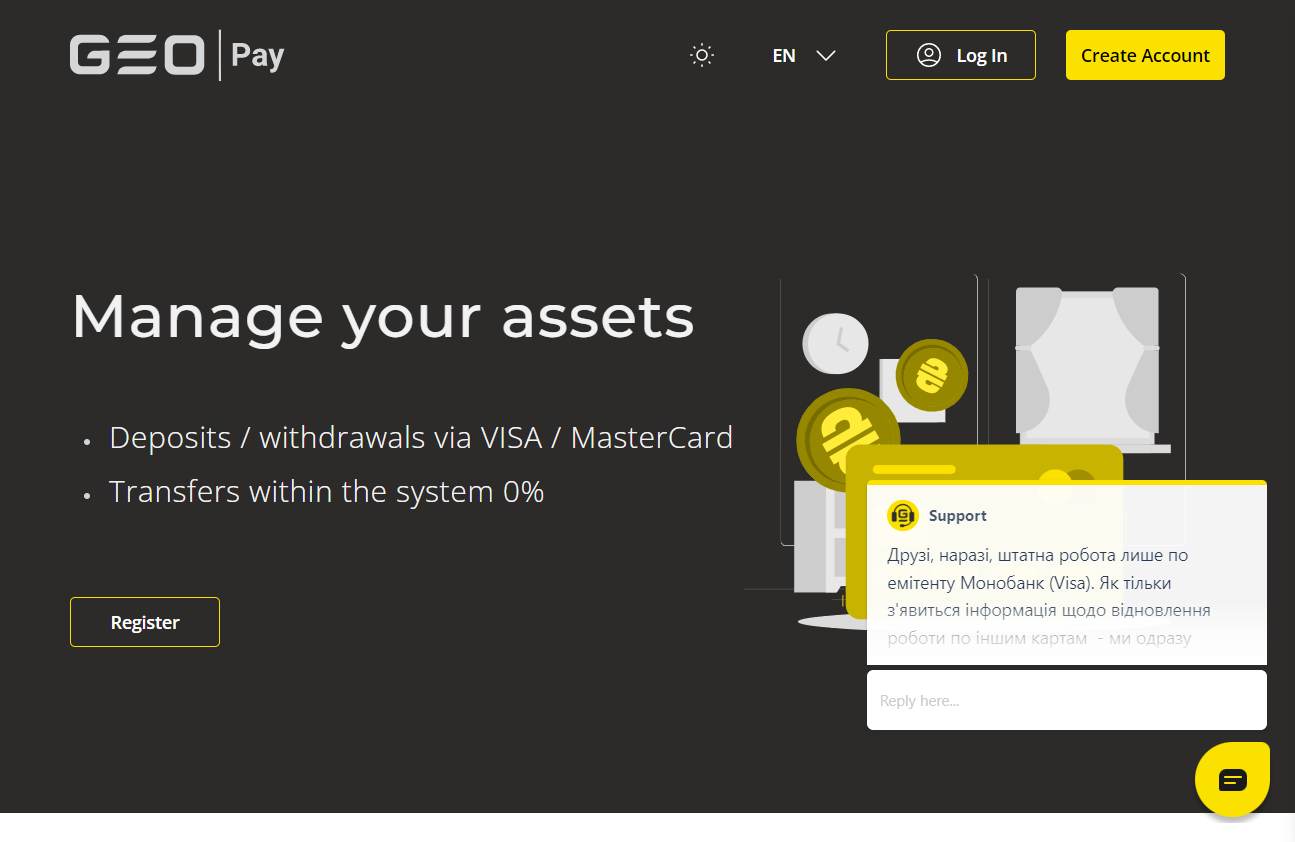 GEO Pay
EN
Log In
Create Account
Manage your assets
Deposits / withdrawals via VISA / MasterCard
Transfers within the system 0%
Register
Support
Друзі, наразі, штатна робота лише по
емітенту Монобанк (Visa). Як тільки
з'явиться інформація щодо відновлення
роботи по іншим картам - ми одразу
Reply here...